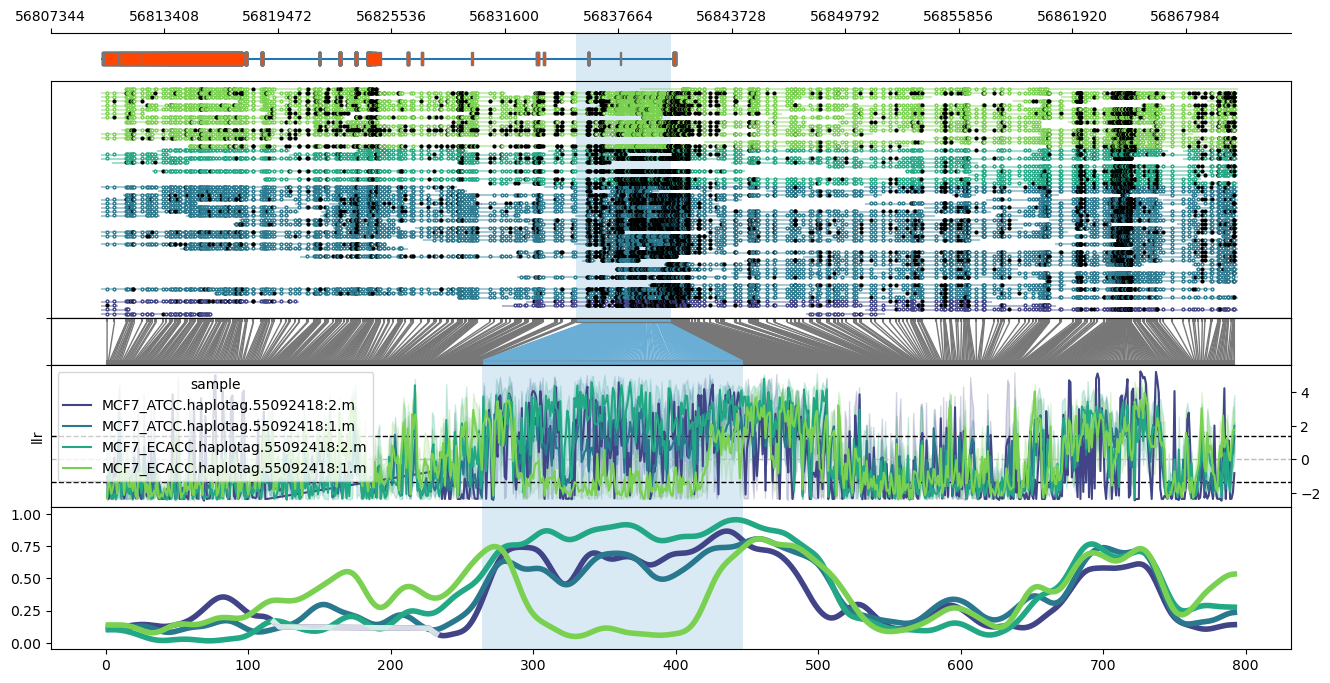 56807344 56813408 56819472 56825536 56831600 56837664 56843728 56849792 56855856 56861920 56867984
sample
MCF7_ATCC.haplotag.55092418:2.m
MCF7_ATCC.haplotag.55092418:1.m
MCF7_ECACC.haplotag.55092418:2.m
MCF7_ECACC.haplotag.55092418:1.m
llr
4
2
0
−2
1.00
0.75
0.50
0.25
0.00
0 100 200 300 400 500 600 700 800